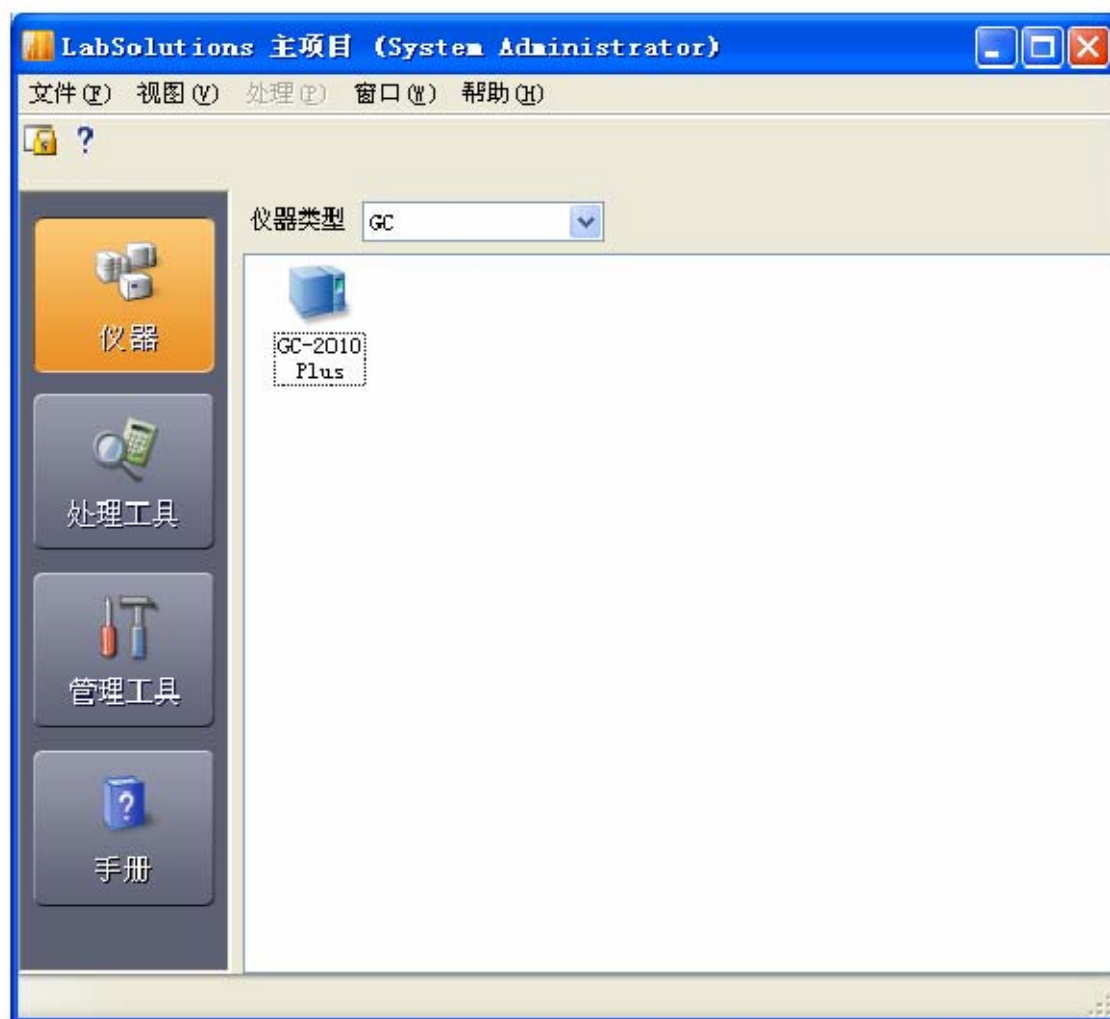 LabSolutions 主项目 (System Administrator)
文件(F) 视图(V) 处理(P) 窗口(W) 帮助(H)
?
仪器类型 GC
仪器
GC-2010
Plus
处理工具
管理工具
?
手册